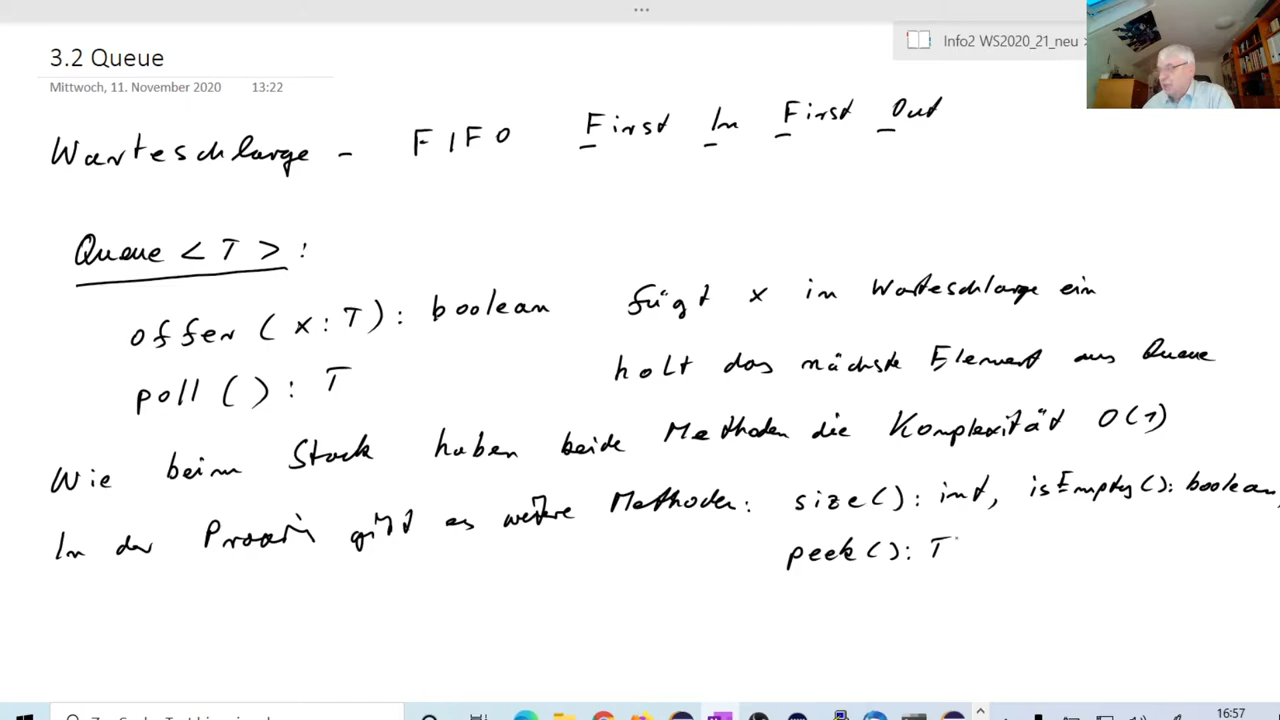 3.2 Queue
Mittwoch, 11. November 2020 13:22
Info2 WS2020_21_neu >
Warteschlange - FIFO First In First Out
Queue < T > :
offer ( x : T ) : boolean fügt x in Warteschlange ein
poll ( ) : T holt das nächste Element aus Queue
Wie beim Stack haben beide Methoden die Komplexität O(1)
In der Praxis gibt es weitere Methoden: size ( ) : int, isEmpty ( ) : boolean,
peek ( ) : T
16:57